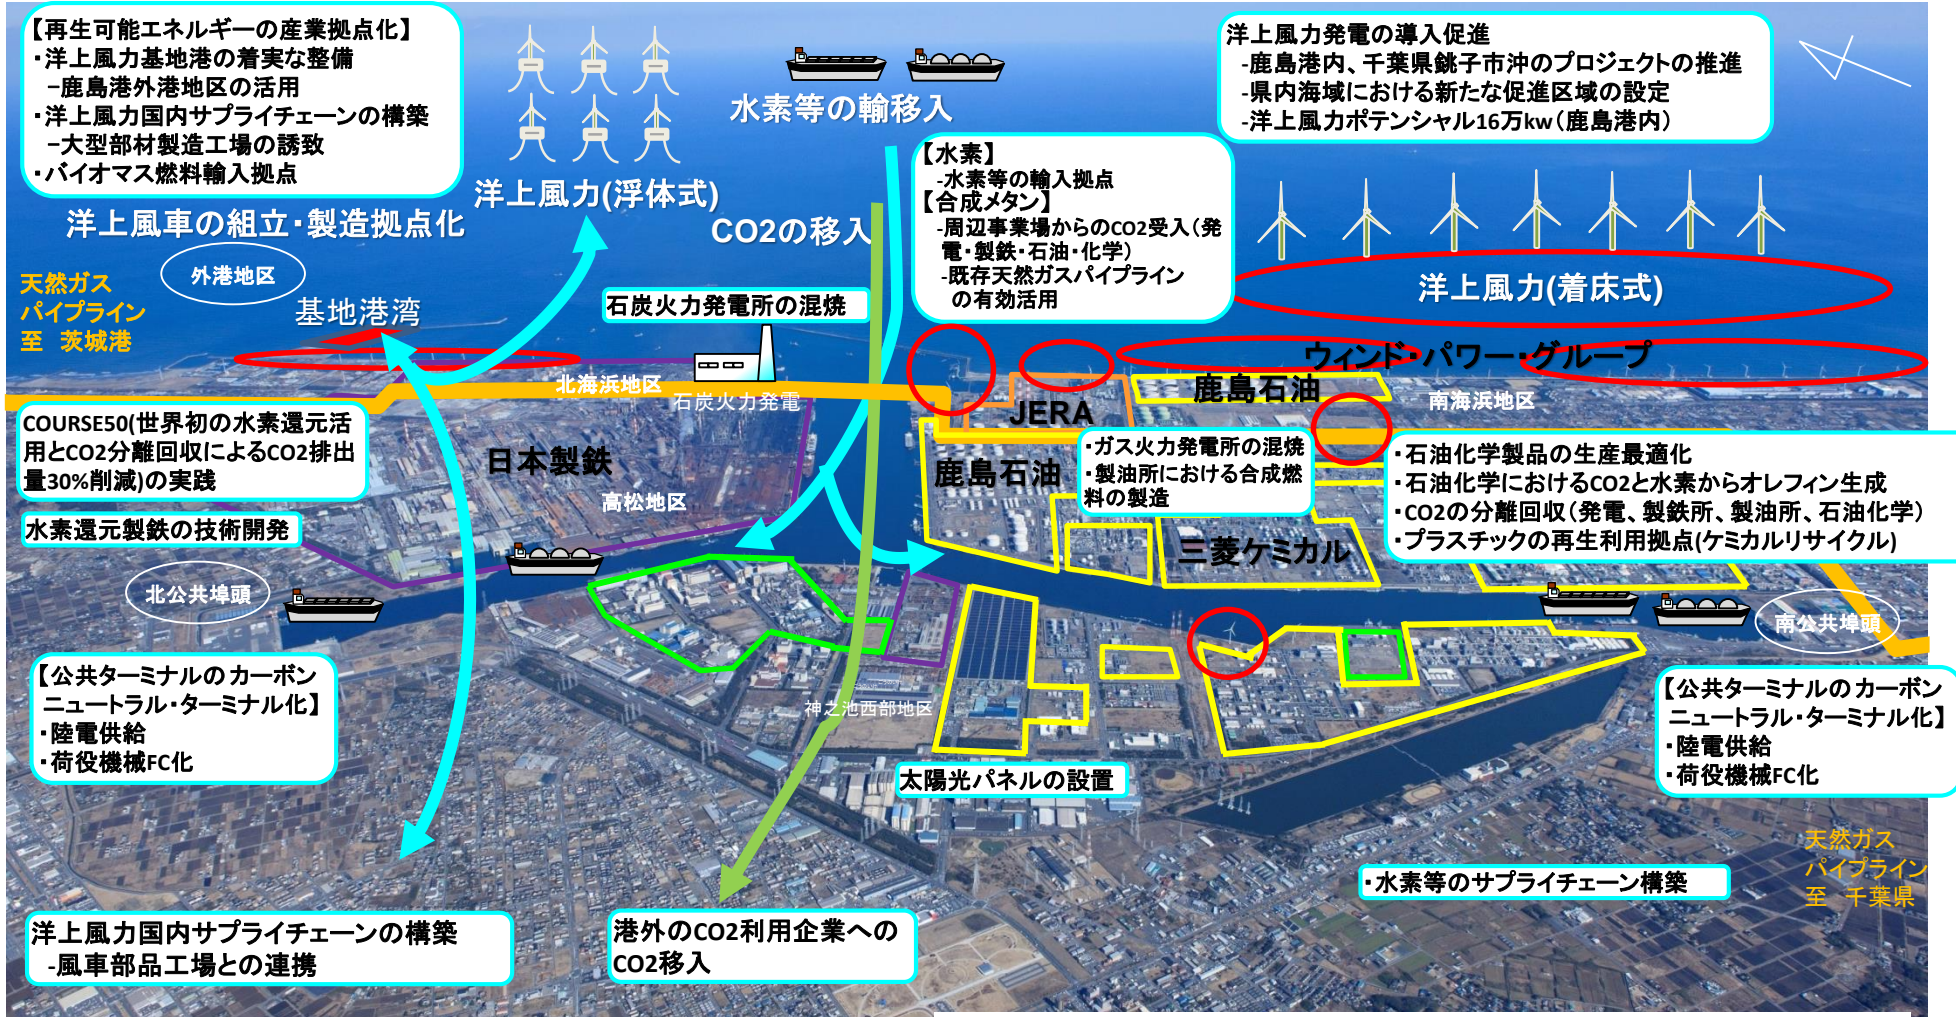 【再生可能エネルギーの産業拠点化】
・洋上風力基地港の着実な整備
－鹿島港外港地区の活用
・洋上風力国内サプライチェーンの構築
－大型部材製造工場の誘致
・バイオマス燃料輸入拠点
洋上風車の組立・製造拠点化
外港地区
天然ガス
パイプライン
至　茨城港
基地港湾
洋上風力(浮体式)
水素等の輸移入
CO2の移入
【水素】
-水素等の輸入拠点
【合成メタン】
-周辺事業場からのCO2受入（発
電・製鉄・石油・化学）
-既存天然ガスパイプライン
の有効活用
洋上風力発電の導入促進
-鹿島港内、千葉県銚子市沖のプロジェクトの推進
-県内海域における新たな促進区域の設定
-洋上風力ポテンシャル16万kw（鹿島港内）
洋上風力(着床式)
ウィンド・パワー・グループ
石炭火力発電所の混焼
北海浜地区
石炭火力発電
JERA
鹿島石油
南海浜地区
COURSE50(世界初の水素還元活
用とCO2分離回収によるCO2排出
量30%削減)の実践
日本製鉄
高松地区
鹿島石油
・ガス火力発電所の混焼
・製油所における合成燃
料の製造
・石油化学製品の生産最適化
・石油化学におけるCO2と水素からオレフィン生成
・CO2の分離回収（発電、製鉄所、製油所、石油化学）
・プラスチックの再生利用拠点(ケミカルリサイクル)
水素還元製鉄の技術開発
三菱ケミカル
北公共埠頭
南公共埠頭
【公共ターミナルのカーボン
ニュートラル・ターミナル化】
・陸電供給
・荷役機械FC化
神之池西部地区
【公共ターミナルのカーボン
ニュートラル・ターミナル化】
・陸電供給
・荷役機械FC化
太陽光パネルの設置
天然ガス
パイプライン
至　千葉県
・水素等のサプライチェーン構築
洋上風力国内サプライチェーンの構築
-風車部品工場との連携
港外のCO2利用企業への
CO2移入